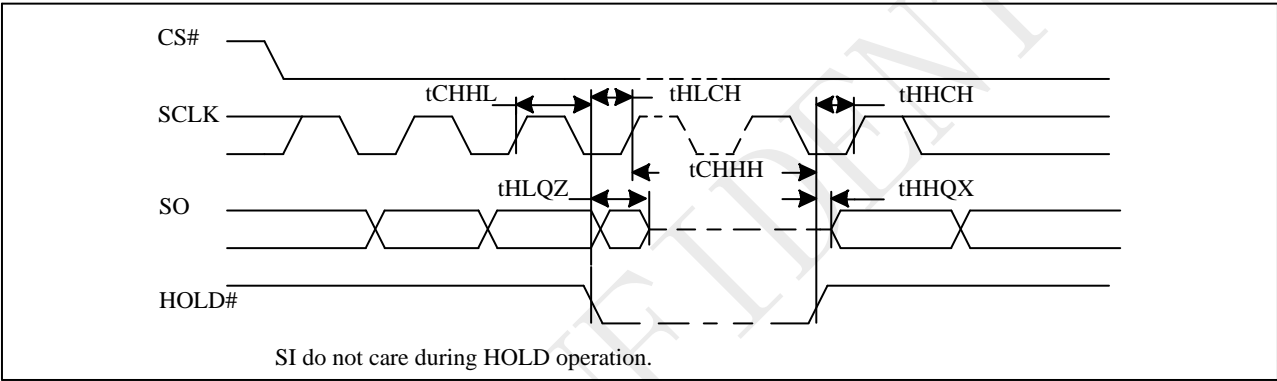 CS#
tCHHL tHLCH tHHCH
SCLK
tCHHH
tHLQZ tHHQX
SO
HOLD#
SI do not care during HOLD operation.